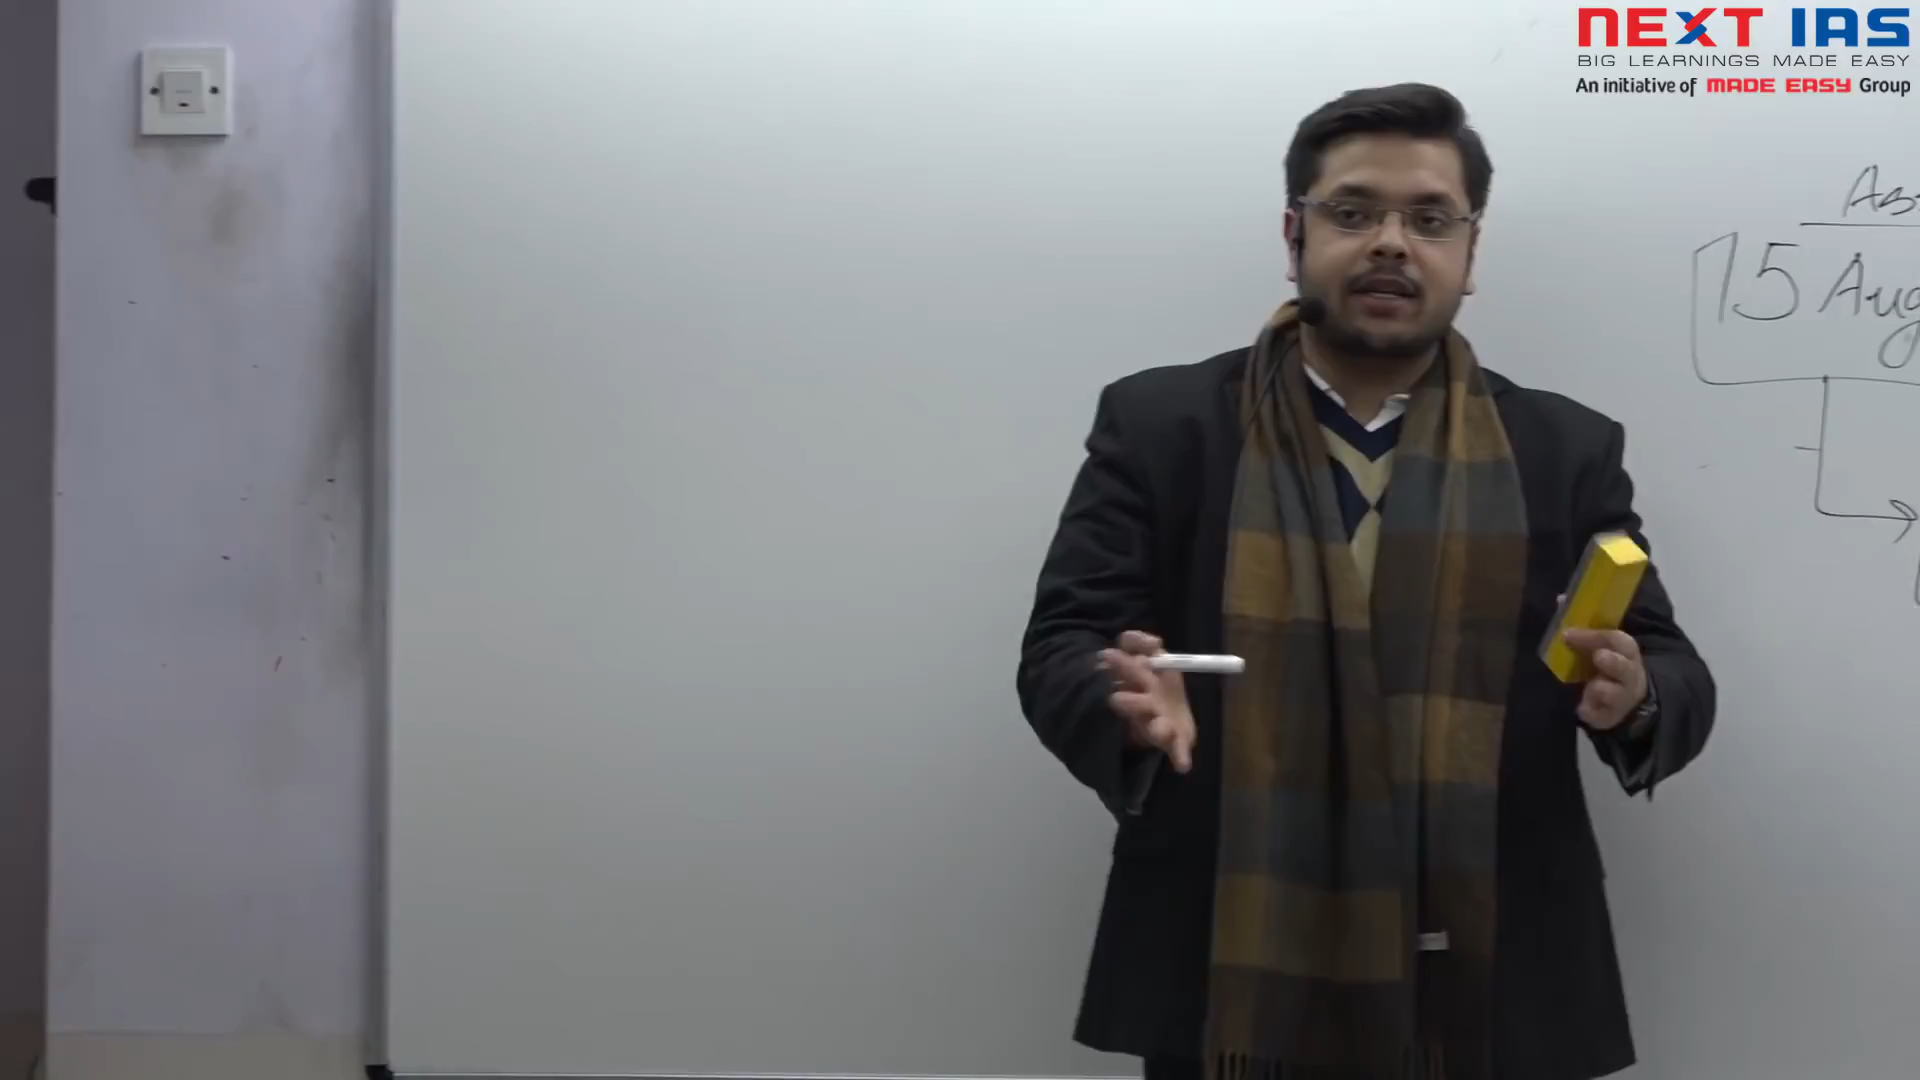 NEXT IAS
BIG LEARNINGS MADE EASY
An initiative of MADE EASY Group
15 Aug